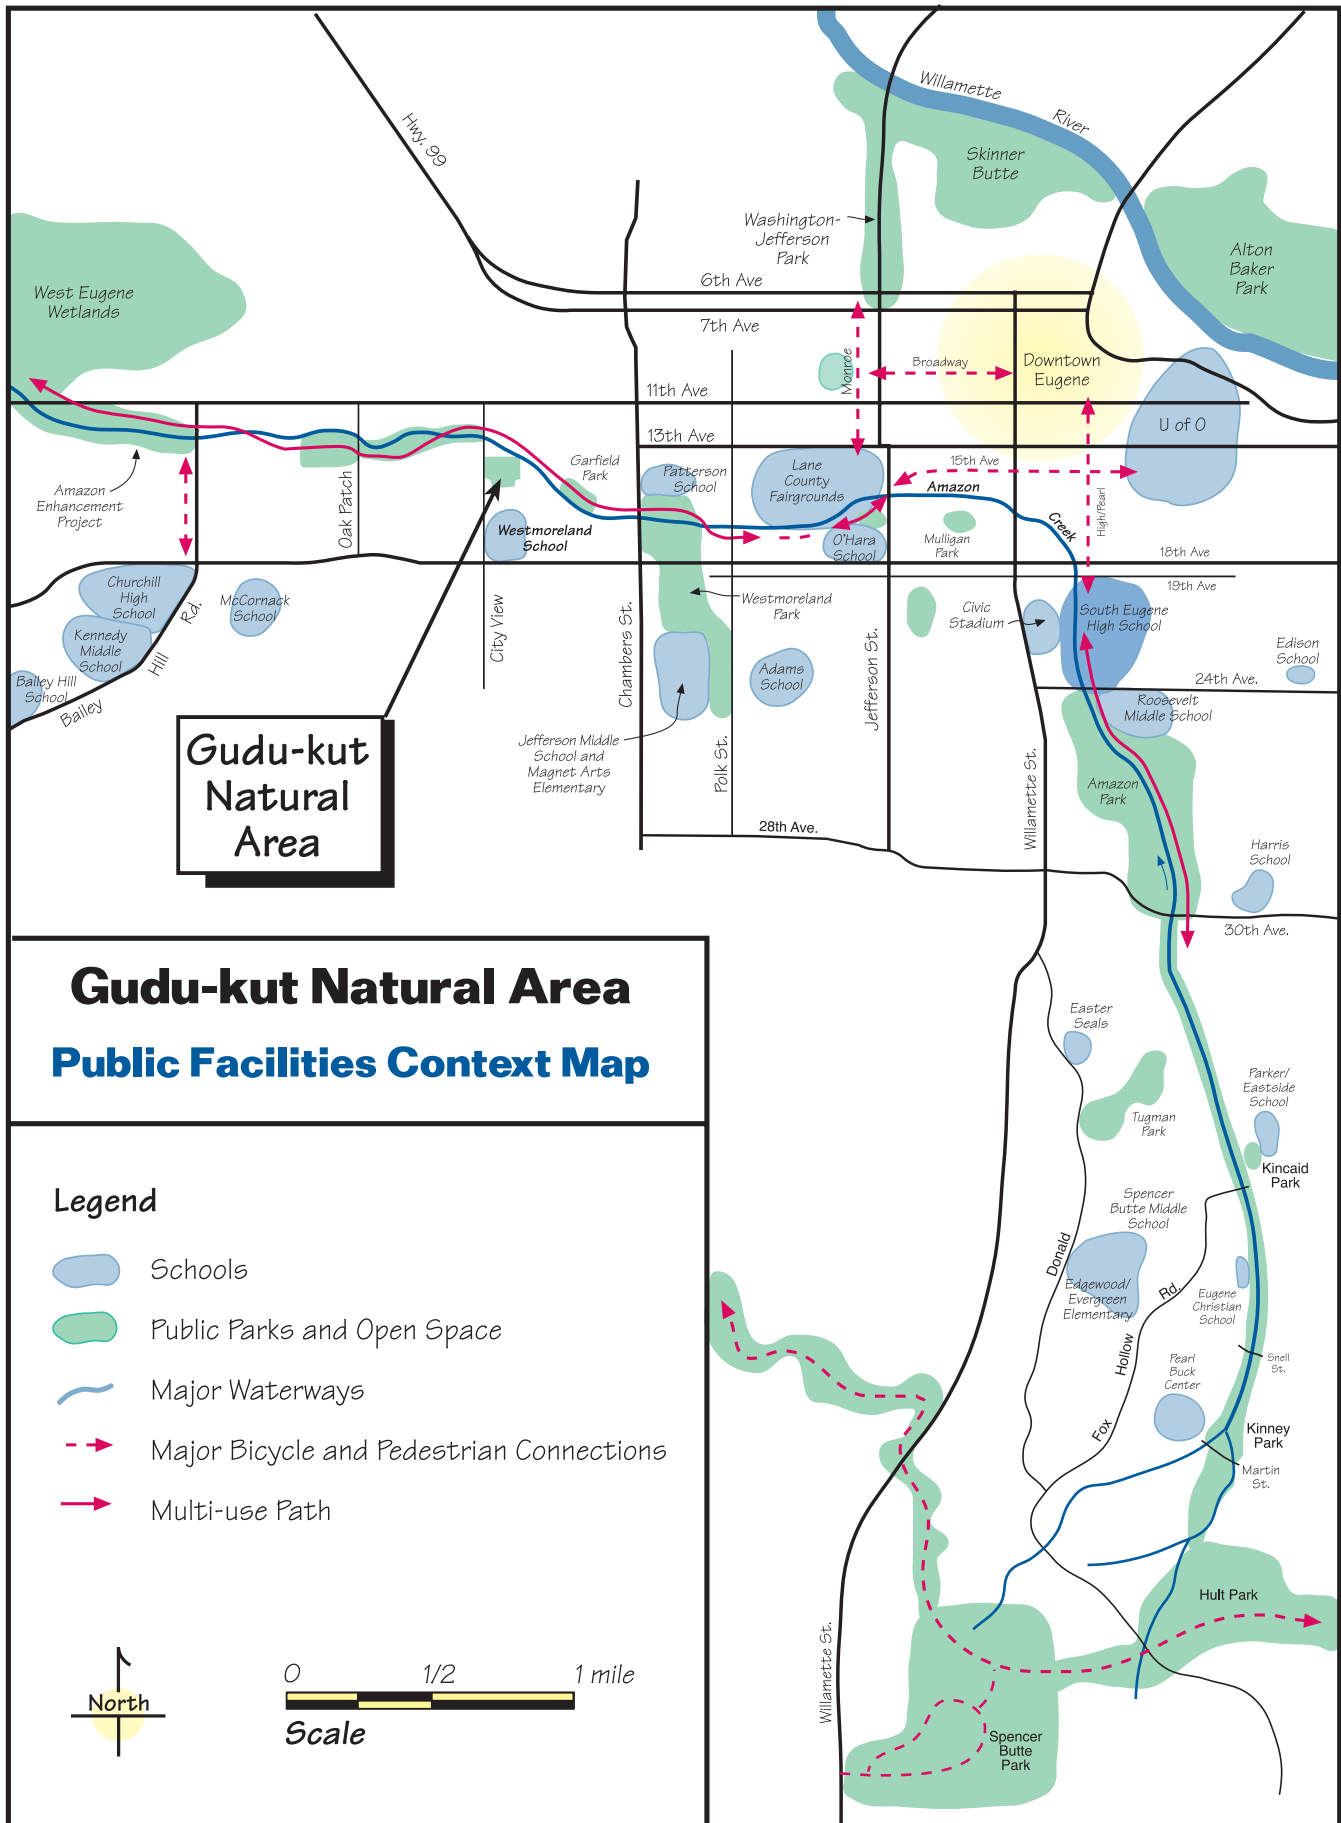 Willamette
River
Hwy. 99
Skinner
Butte
Washington-
Jefferson
Park
Alton
Baker
Park
West Eugene
Wetlands
6th Ave
7th Ave
Monroe
Broadway
Downtown
Eugene
11th Ave
13th Ave
U of O
Amazon
Enhancement
Project
Oak Patch
Garfield
Park
Patterson
School
Lane
County
Fairgrounds
15th Ave
Amazon
Creek
High/Pearl
Westmoreland
School
O'Hara
School
Mulligan
Park
18th Ave
19th Ave
Churchill
High
School
McCornack
School
Kennedy
Middle
School
Bailey Hill
School
Bailey
Hill
Rd.
City View
Chambers St.
Westmoreland
Park
Civic
Stadium
South Eugene
High School
Edison
School
24th Ave.
Adams
School
Jefferson St.
Roosevelt
Middle School
Jefferson Middle
School and
Magnet Arts
Elementary
Polk St.
Willamette St.
Amazon
Park
28th Ave.
Gudu-kut
Natural
Area
Harris
School
30th Ave.
Gudu-kut Natural Area
Public Facilities Context Map
Easter
Seals
Tugman
Park
Parker/
Eastside
School
Kincaid
Park
Spencer
Butte Middle
School
Donald
Edgewood/
Evergreen
Elementary
Rd.
Hollow
Fox
Eugene
Christian
School
Snell
St.
Pearl
Buck
Center
Kinney
Park
Martin
St.
Hult Park
Willamette St.
Spencer
Butte
Park
Legend
Schools
Public Parks and Open Space
Major Waterways
Major Bicycle and Pedestrian Connections
Multi-use Path
North
0 1/2 1 mile
Scale